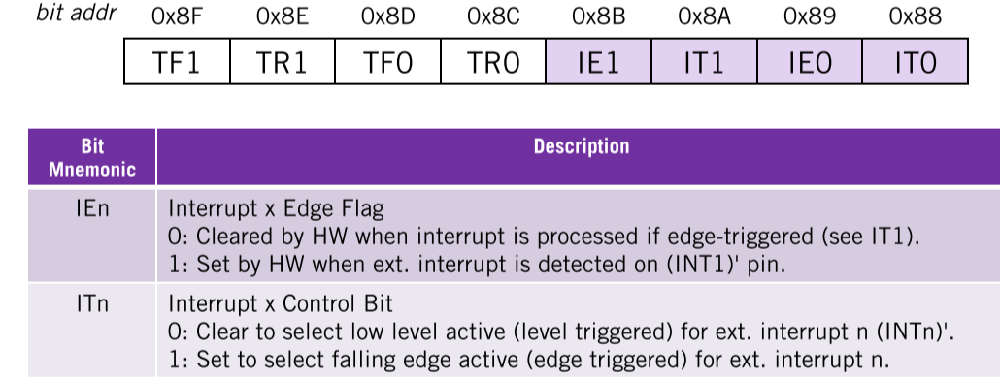 bit addr 0x8F 0x8E 0x8D 0x8C 0x8B 0x8A 0x89 0x88
TF1 TR1 TF0 TR0 IE1 IT1 IE0 IT0
Bit Mnemonic Description
IEn Interrupt x Edge Flag
0: Cleared by HW when interrupt is processed if edge-triggered (see IT1).
1: Set by HW when ext. interrupt is detected on (INT1)' pin.
ITn Interrupt x Control Bit
0: Clear to select low level active (level triggered) for ext. interrupt n (INTn)'.
1: Set to select falling edge active (edge triggered) for ext. interrupt n.